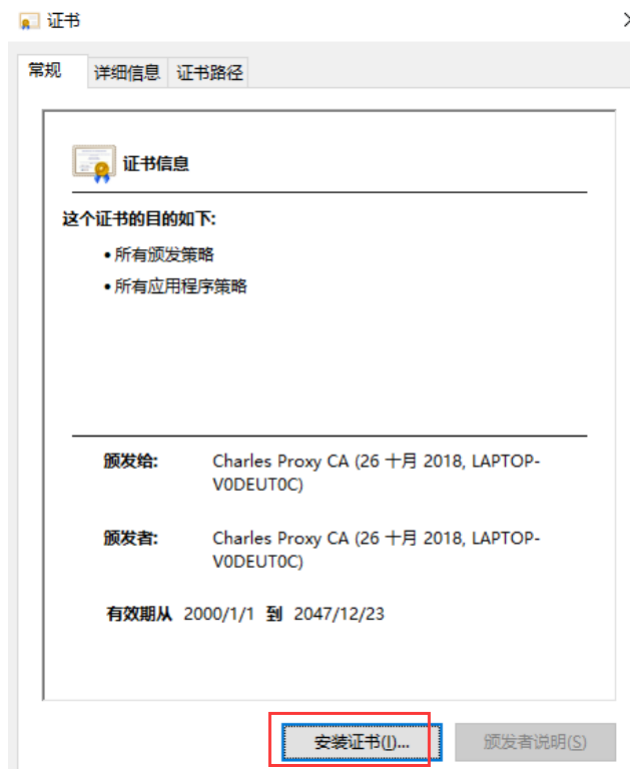 证书
常规 详细信息 证书路径
证书信息
这个证书的目的如下:
•所有颁发策略
•所有应用程序策略
颁发给: Charles Proxy CA (26 十月 2018, LAPTOP-
V0DEUT0C)
颁发者: Charles Proxy CA (26 十月 2018, LAPTOP-
V0DEUT0C)
有效期从 2000/1/1 到 2047/12/23
安装证书(I)... 颁发者说明(S)